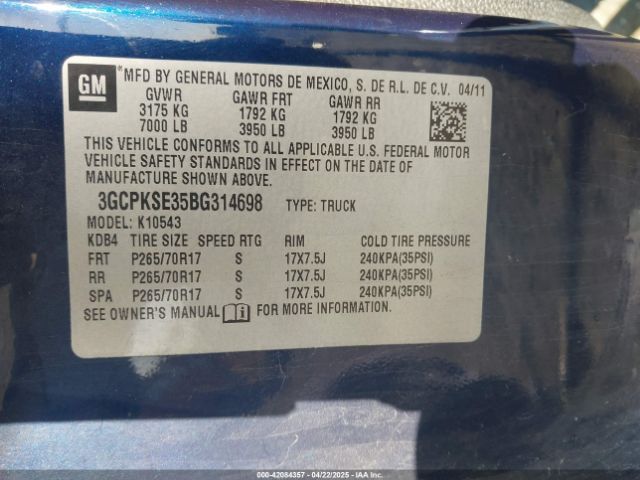 GM
*MFD BY GENERAL MOTORS DE MEXICO, S. DE R.L. DE C.V. 04/11
GVWR GAWR FRT GAWR RR
3175 KG 1792 KG 1792 KG
7000 LB 3950 LB 3950 LB
THIS VEHICLE CONFORMS TO ALL APPLICABLE U.S. FEDERAL MOTOR
VEHICLE SAFETY STANDARDS IN EFFECT ON THE DATE OF
MANUFACTURE SHOWN ABOVE.
3GCPKSE35BG314698 TYPE: TRUCK
MODEL: K10543
KDB4 TIRE SIZE SPEED RTG RIM COLD TIRE PRESSURE
FRT P265/70R17 S 17X7.5J 240KPA(35PSI)
RR P265/70R17 S 17X7.5J 240KPA(35PSI)
SPA P265/70R17 S 17X7.5J 240KPA(35PSI)
SEE OWNER'S MANUAL FOR MORE INFORMATION.
000-42084357 - 04/22/2025 - IAAI.COM